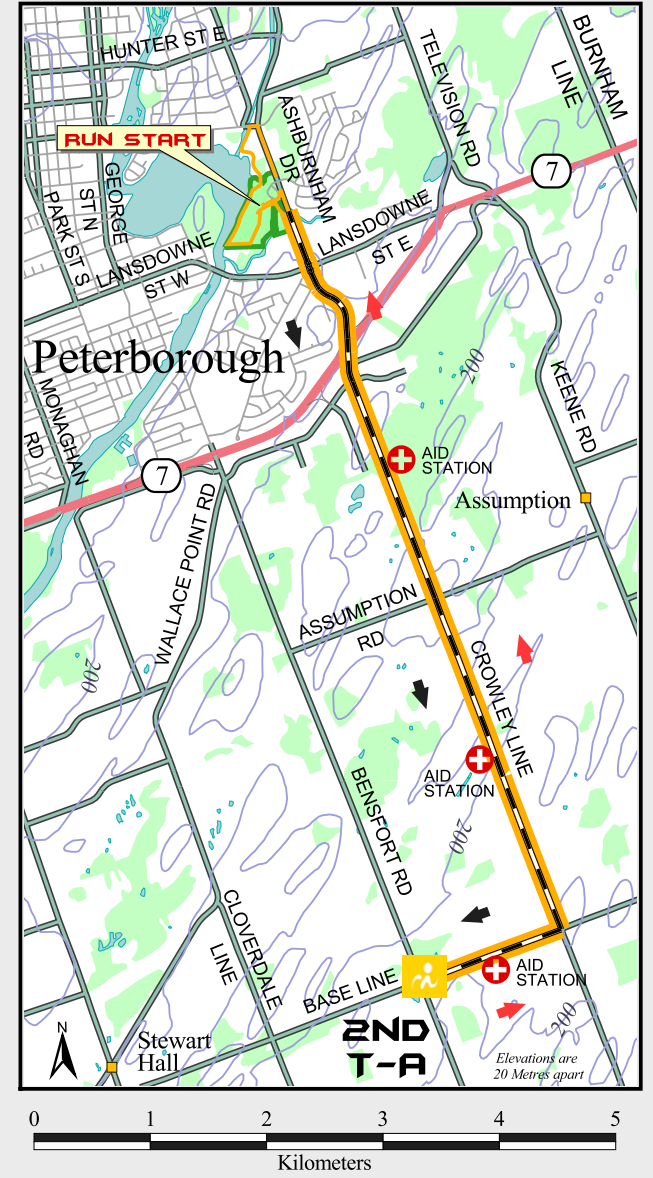 HUNTER ST E
TELEVISION RD
BURNHAM
LINE
ASHBURNHAM
DR
RUN START
7
GEORGE
ST N
PARK ST S
LANSDOWNE
ST E
LANSDOWNE
ST W
Peterborough
200
MONAGHAN
RD
KEENE RD
AID
STATION
7
Assumption
WALLACE POINT RD
ASSUMPTION
RD
200
CROWLEY LINE
AID
STATION
BENSFORT RD
200
CLOVERDALE
LINE
BASE LINE
AID
STATION
200
2ND
T-A
N
Stewart
Hall
Elevations are
20 Metres apart
0 1 2 3 4 5
Kilometers